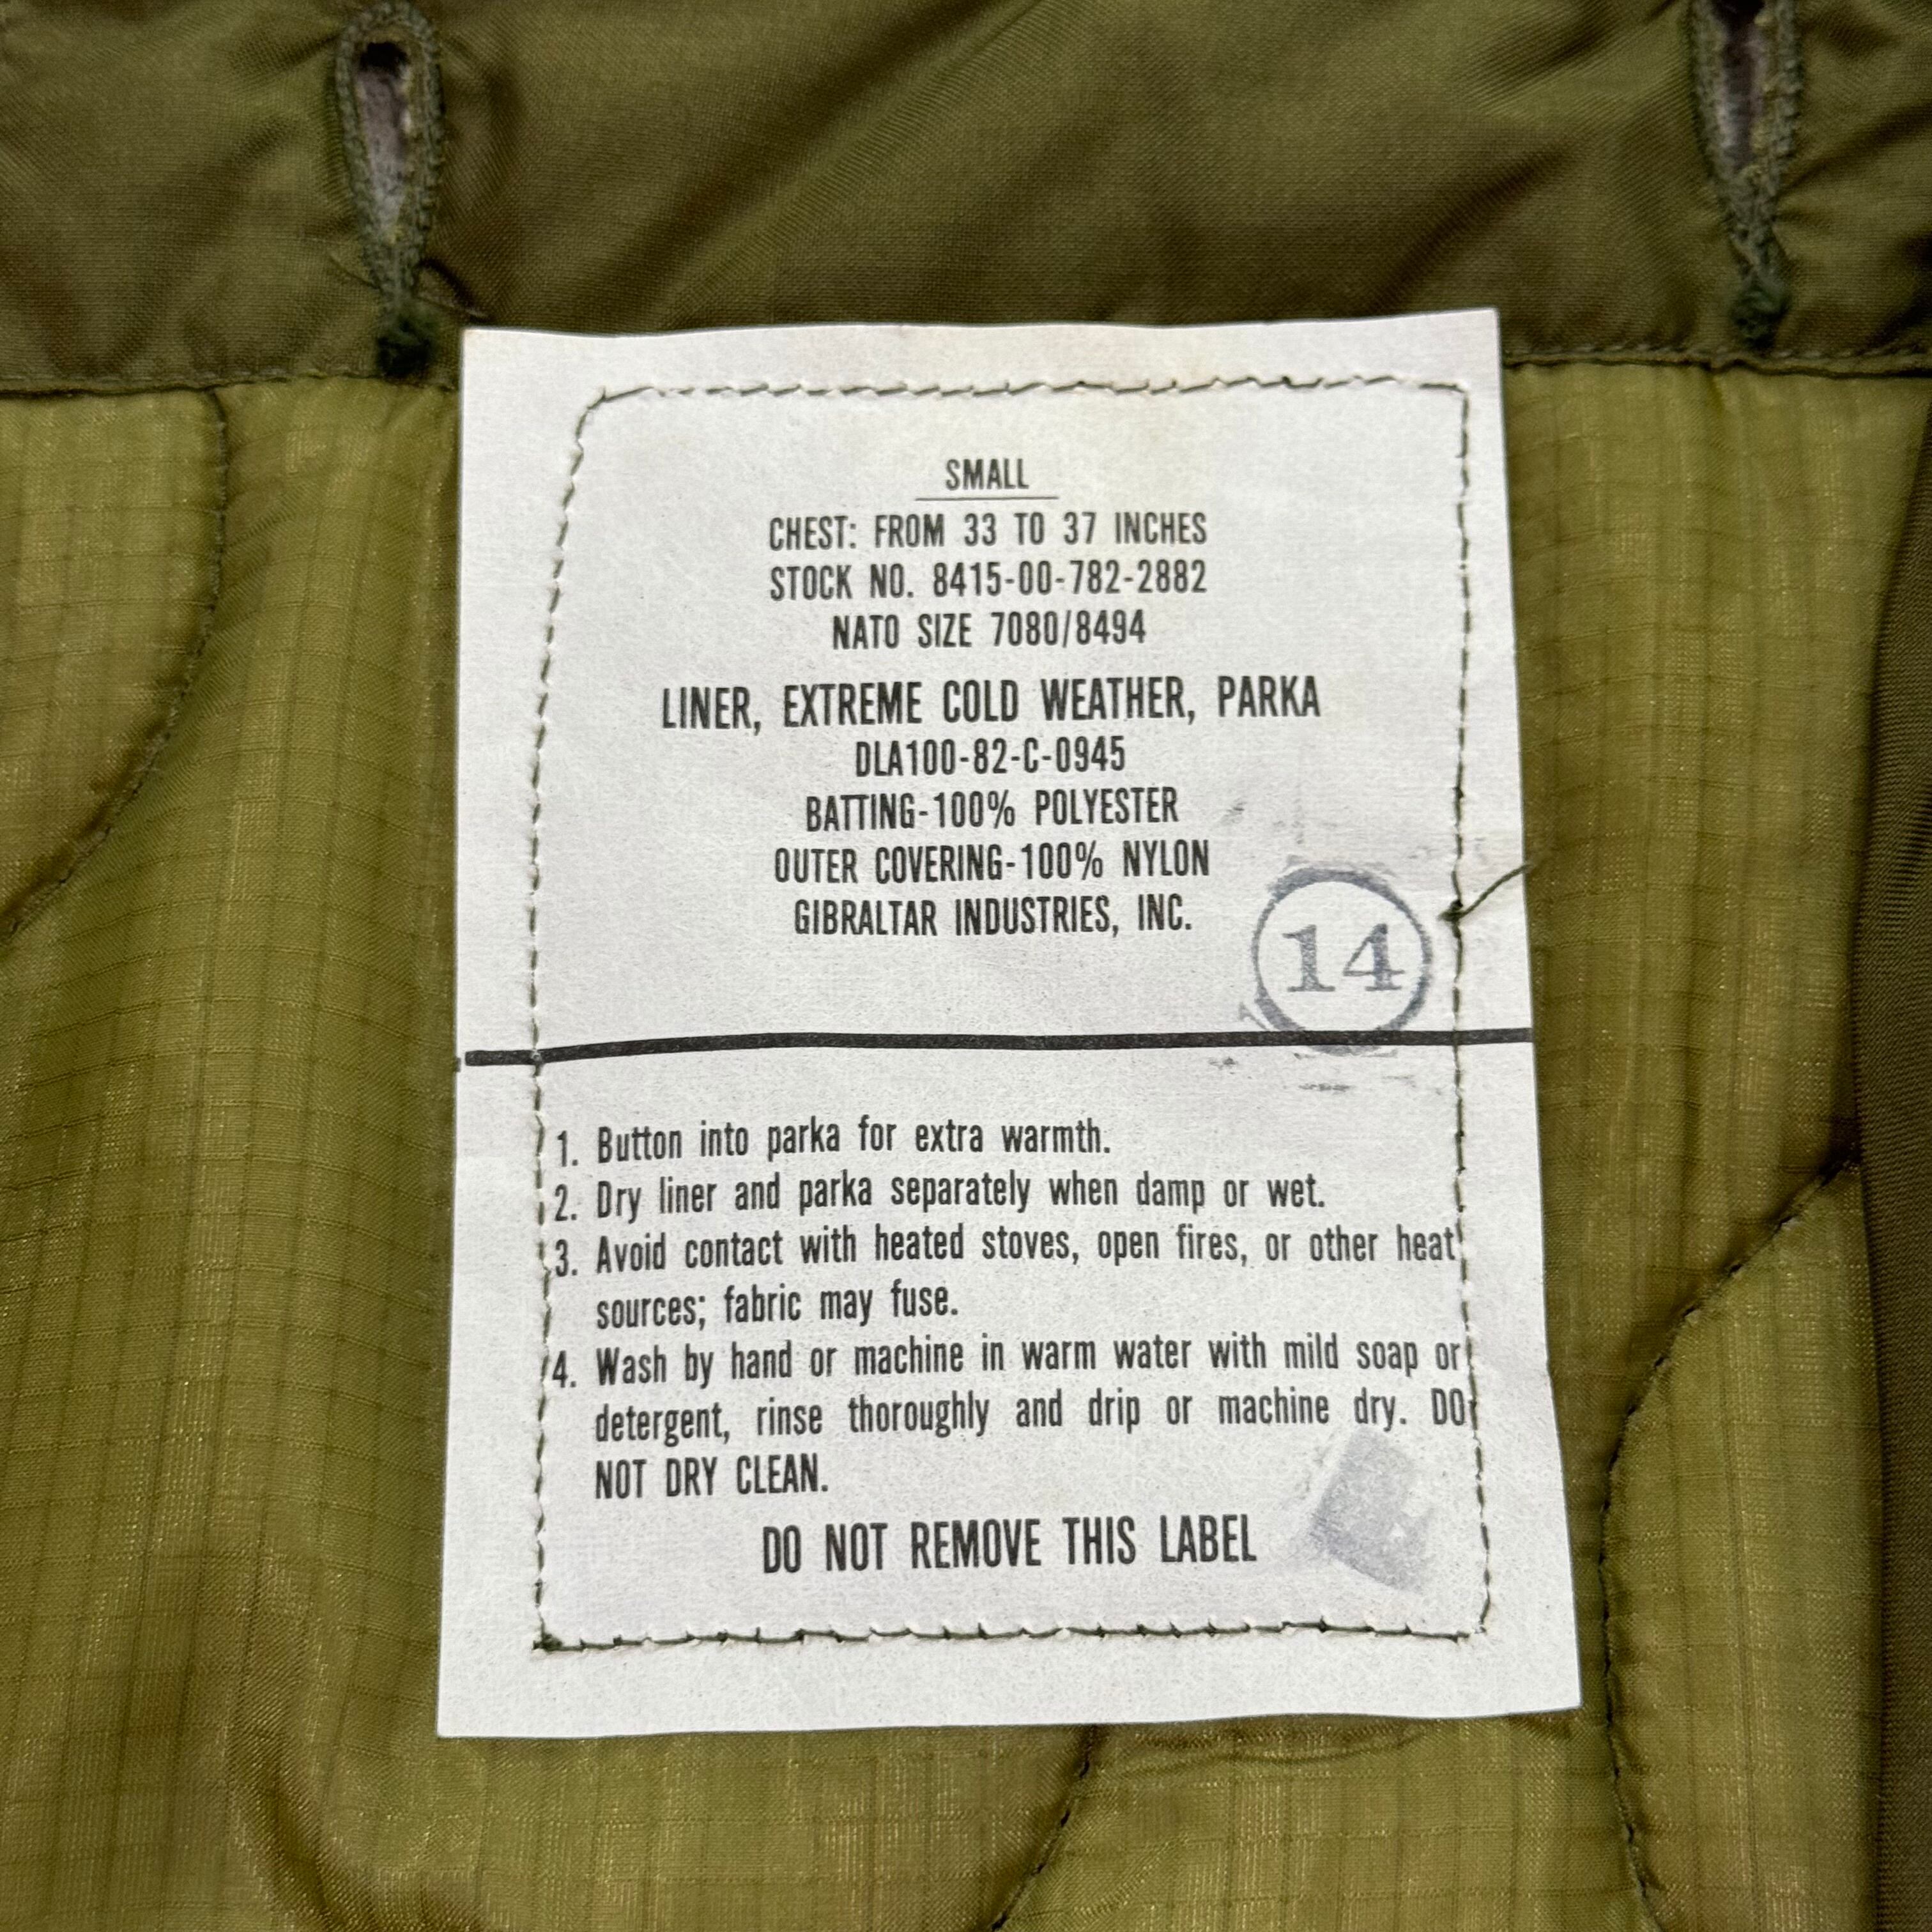 SMALL
CHEST: FROM 33 TO 37 INCHES
STOCK NO. 8415-00-782-2882
NATO SIZE 7080/8494
LINER, EXTREME COLD WEATHER, PARKA
DLA100-82-C-0945
BATTING-100% POLYESTER
OUTER COVERING-100% NYLON
GIBRALTAR INDUSTRIES, INC.
14
1. Button into parka for extra warmth.
2. Dry liner and parka separately when damp or wet.
3. Avoid contact with heated stoves, open fires, or other heat
sources; fabric may fuse.
4. Wash by hand or machine in warm water with mild soap or
detergent, rinse thoroughly and drip or machine dry. DO
NOT DRY CLEAN.
DO NOT REMOVE THIS LABEL